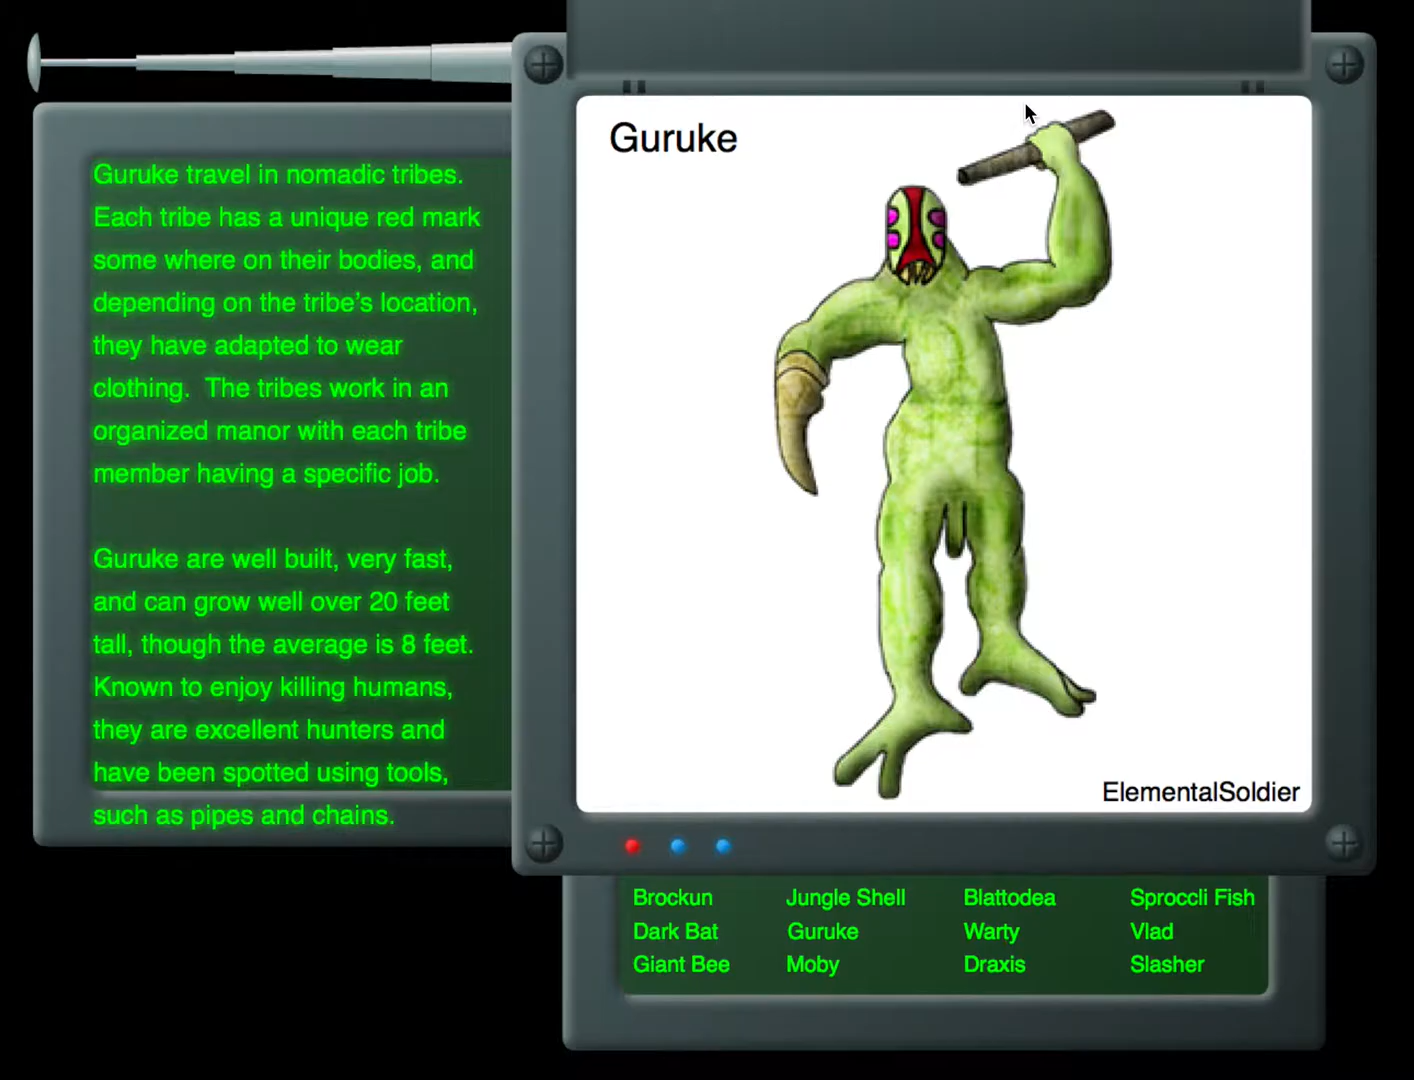 Guruke travel in nomadic tribes.
Each tribe has a unique red mark
some where on their bodies, and
depending on the tribe’s location,
they have adapted to wear
clothing.  The tribes work in an
organized manor with each tribe
member having a specific job.
Guruke are well built, very fast,
and can grow well over 20 feet
tall, though the average is 8 feet.
Known to enjoy killing humans,
they are excellent hunters and
have been spotted using tools,
such as pipes and chains.
Guruke
ElementalSoldier
Brockun Jungle Shell Blattodea Sproccli Fish
Dark Bat Guruke Warty Vlad
Giant Bee Moby Draxis Slasher